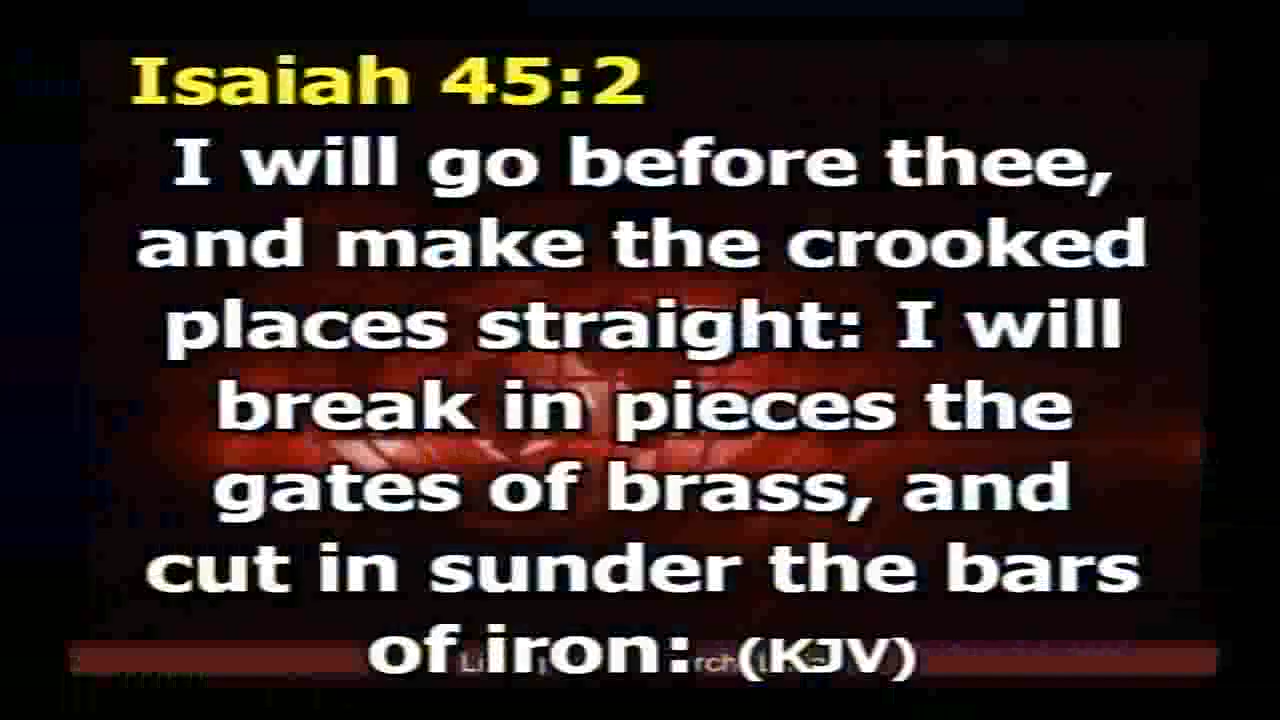 Isaiah 45:2
I will go before thee,
and make the crooked
places straight: I will
break in pieces the
gates of brass, and
cut in sunder the bars
of iron: (KJV)